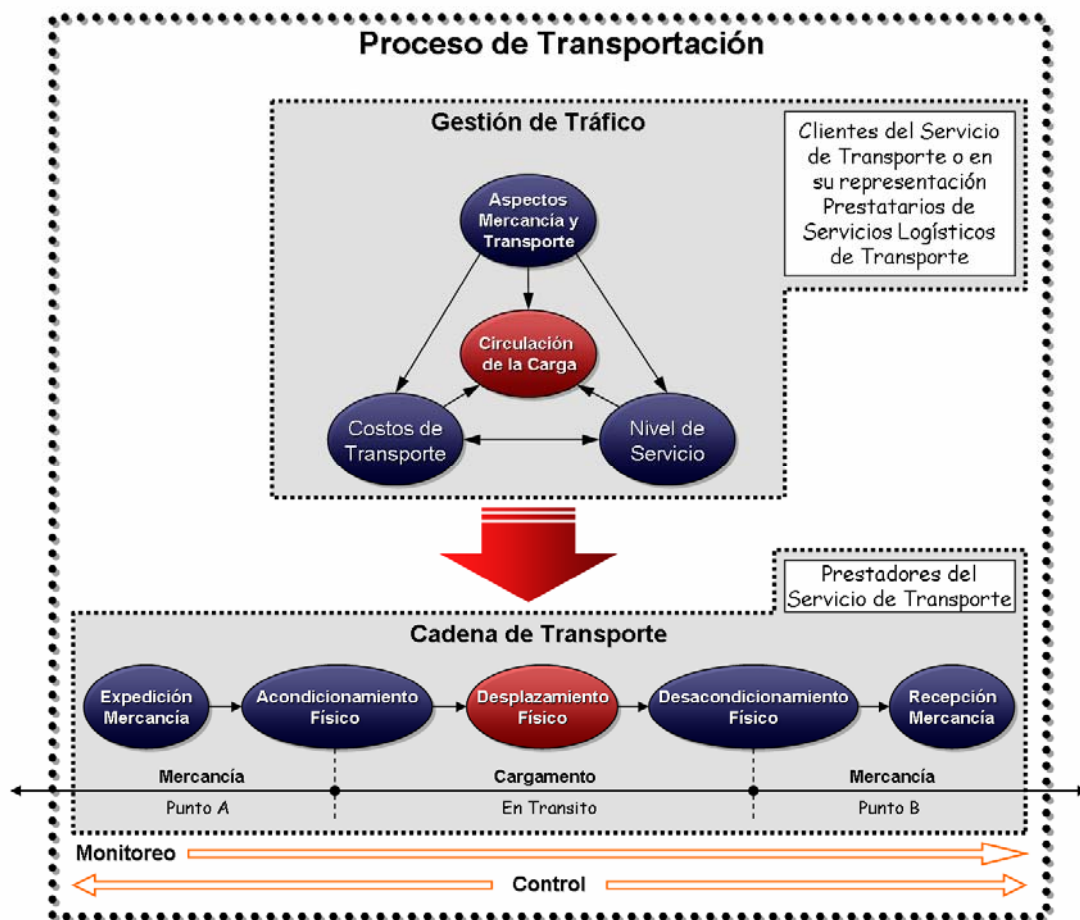 Proceso de Transportación
Gestión de Tráfico
Clientes del Servicio
de Transporte o en
su representación
Prestatarios de
Servicios Logísticos
de Transporte
Aspectos
Mercancía y
Transporte
Circulación
de la Carga
Costos de
Transporte
Nivel de
Servicio
Prestadores del
Servicio de Transporte
Cadena de Transporte
Expedición
Mercancía
Acondicionamiento
Físico
Desplazamiento
Físico
Desacondicionamiento
Físico
Recepción
Mercancía
Mercancía
Cargamento
Mercancía
Punto A
En Transito
Punto B
Monitoreo
Control